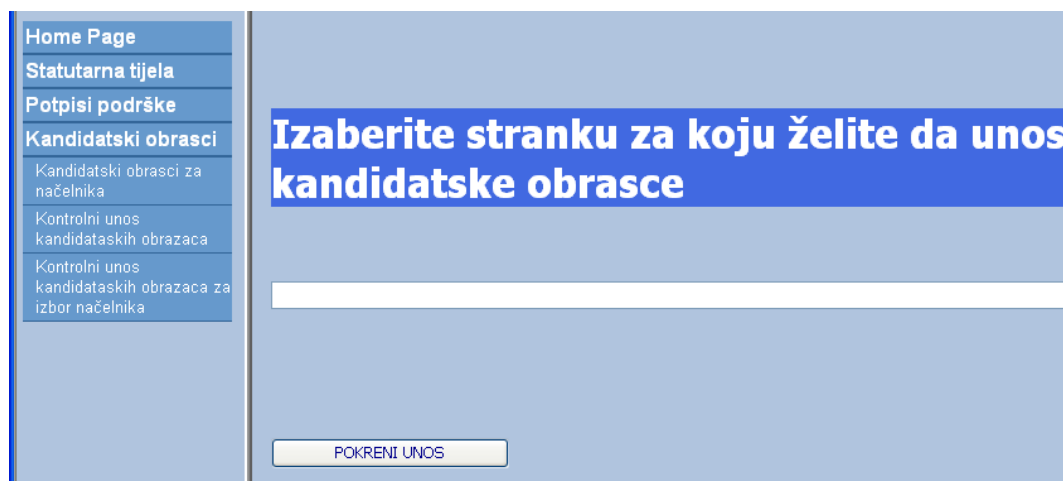 Home Page
Statutarna tijela
Potpisi podrške
Kandidatski obrasci
Kandidatski obrasci za
načelnika
Kontrolni unos
kandidataskih obrazaca
Kontrolni unos
kandidataskih obrazaca za
izbor načelnika
Izaberite stranku za koju želite da unos
kandidatske obrasce
POKRENI UNOS